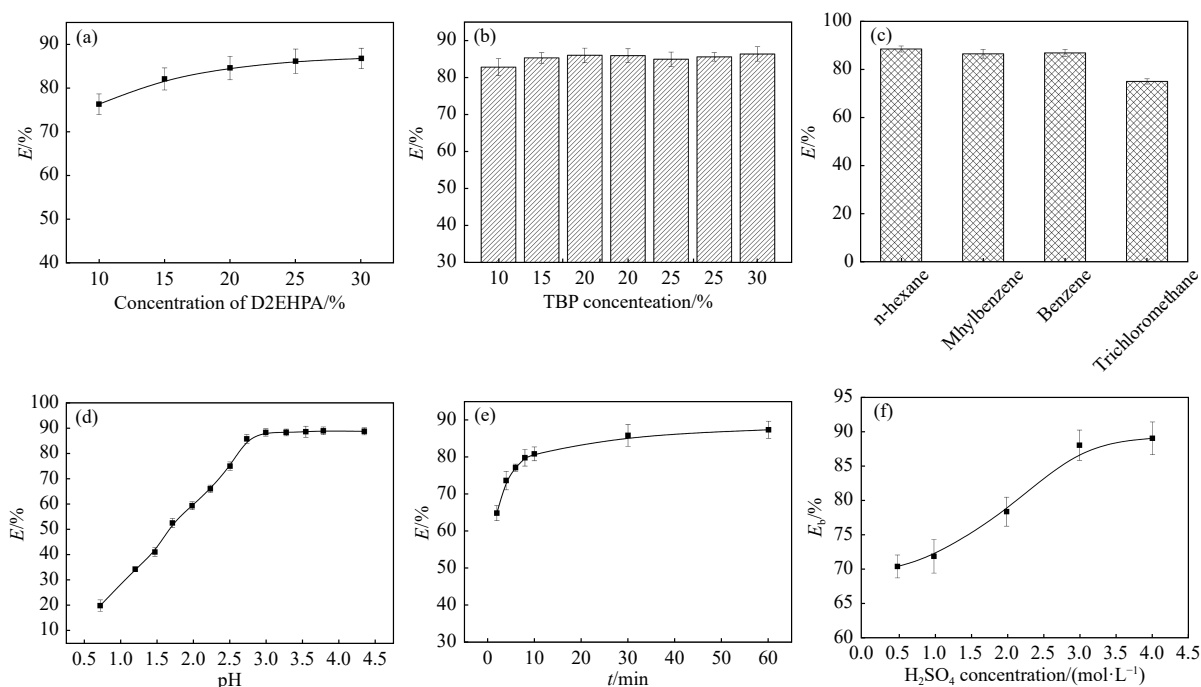 (a)
E/%
90
80
70
60
50
40
10 15 20 25 30
Concentration of D2EHPA/%
(b)
E/%
90
80
70
60
50
40
30
10 15 20 20 25 25 30
TBP concenteation/%
(c)
E/%
100
80
60
40
20
0
n-hexane
Mhylbenzene
Benzene
Trichloromethane
(d)
E/%
100
90
80
70
60
50
40
30
20
10
0.5 1.0 1.5 2.0 2.5 3.0 3.5 4.0 4.5
pH
(e)
E/%
100
90
80
70
60
50
40
30
0 10 20 30 40 50 60
t/min
(f)
E_b/%
95
90
85
80
75
70
65
60
0 0.5 1.0 1.5 2.0 2.5 3.0 3.5 4.0 4.5
H₂SO₄ concentration/(mol·L⁻¹)